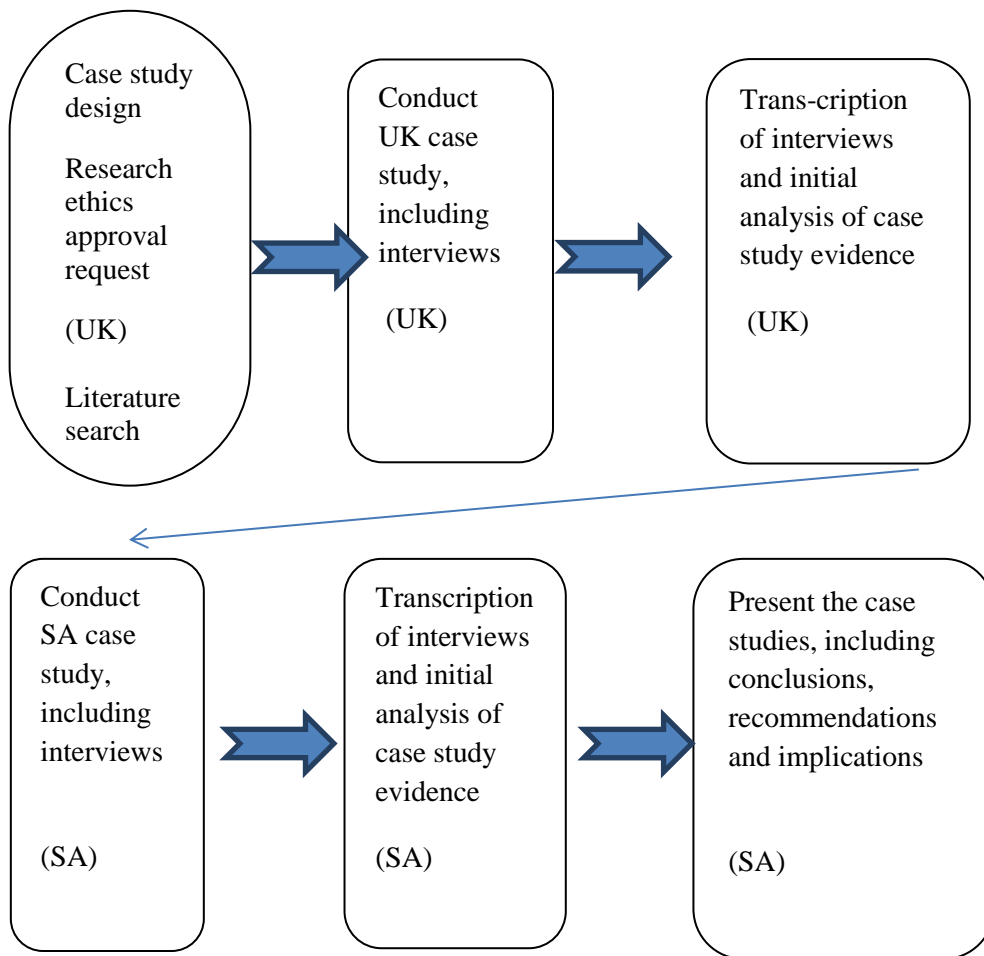 Case study
design
Research
ethics
approval
request
(UK)
Literature
search
Conduct
UK case
study,
including
interviews
(UK)
Trans-cription
of interviews
and initial
analysis of case
study evidence
(UK)
Conduct
SA case
study,
including
interviews
(SA)
Transcription
of interviews
and initial
analysis of
case study
evidence
(SA)
Present the case
studies, including
conclusions,
recommendations
and implications
(SA)